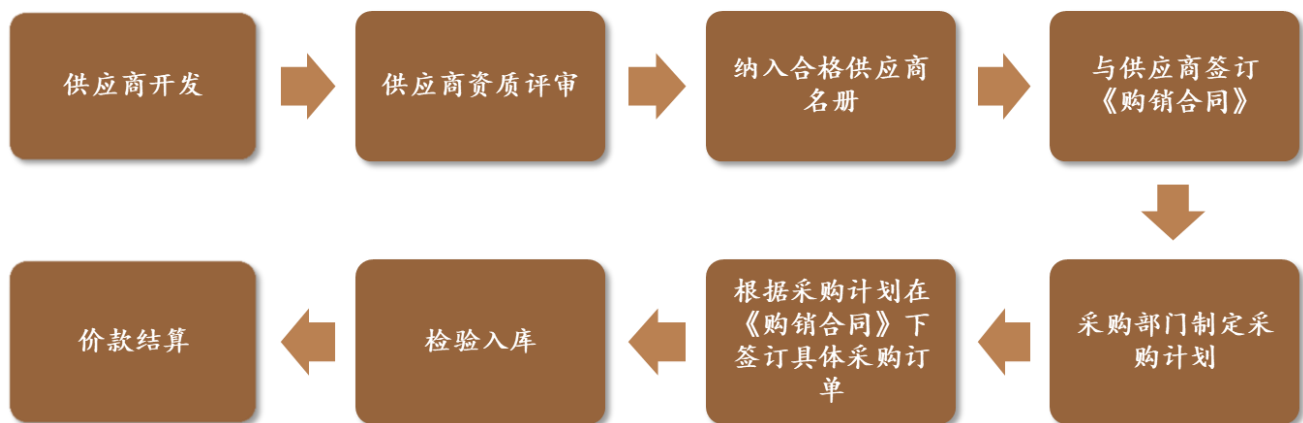 供应商开发
供应商资质评审
纳入合格供应商
名册
与供应商签订
《购销合同》
采购部门制定采
购计划
根据采购计划在
《购销合同》下
签订具体采购订
单
检验入库
价款结算